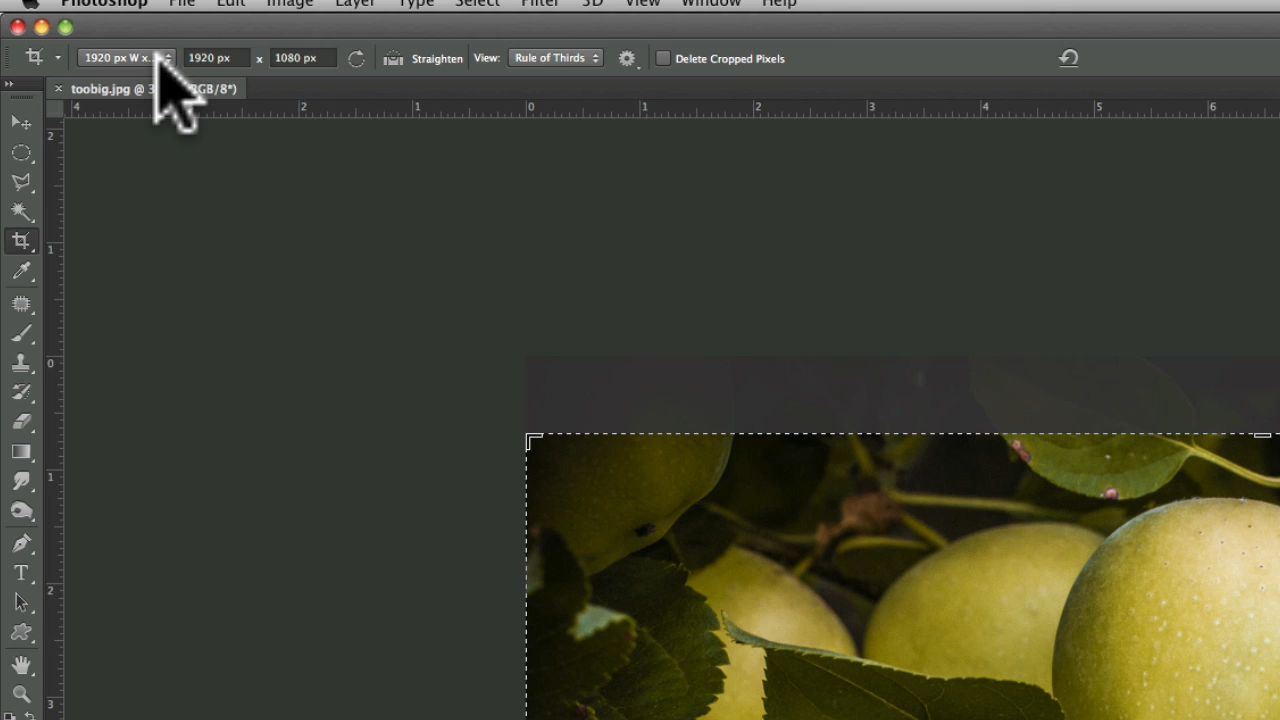 Photoshop File Edit Image Layer Type Select Filter 3D View Window Help
1920 px W x 1920 px x 1080 px Straighten View: Rule of Thirds Delete Cropped Pixels
× toobig.jpg @ 3 RGB/8*)
4 2 1 0 1 2 3 4 5 6
2
1
0
1
2
3
T